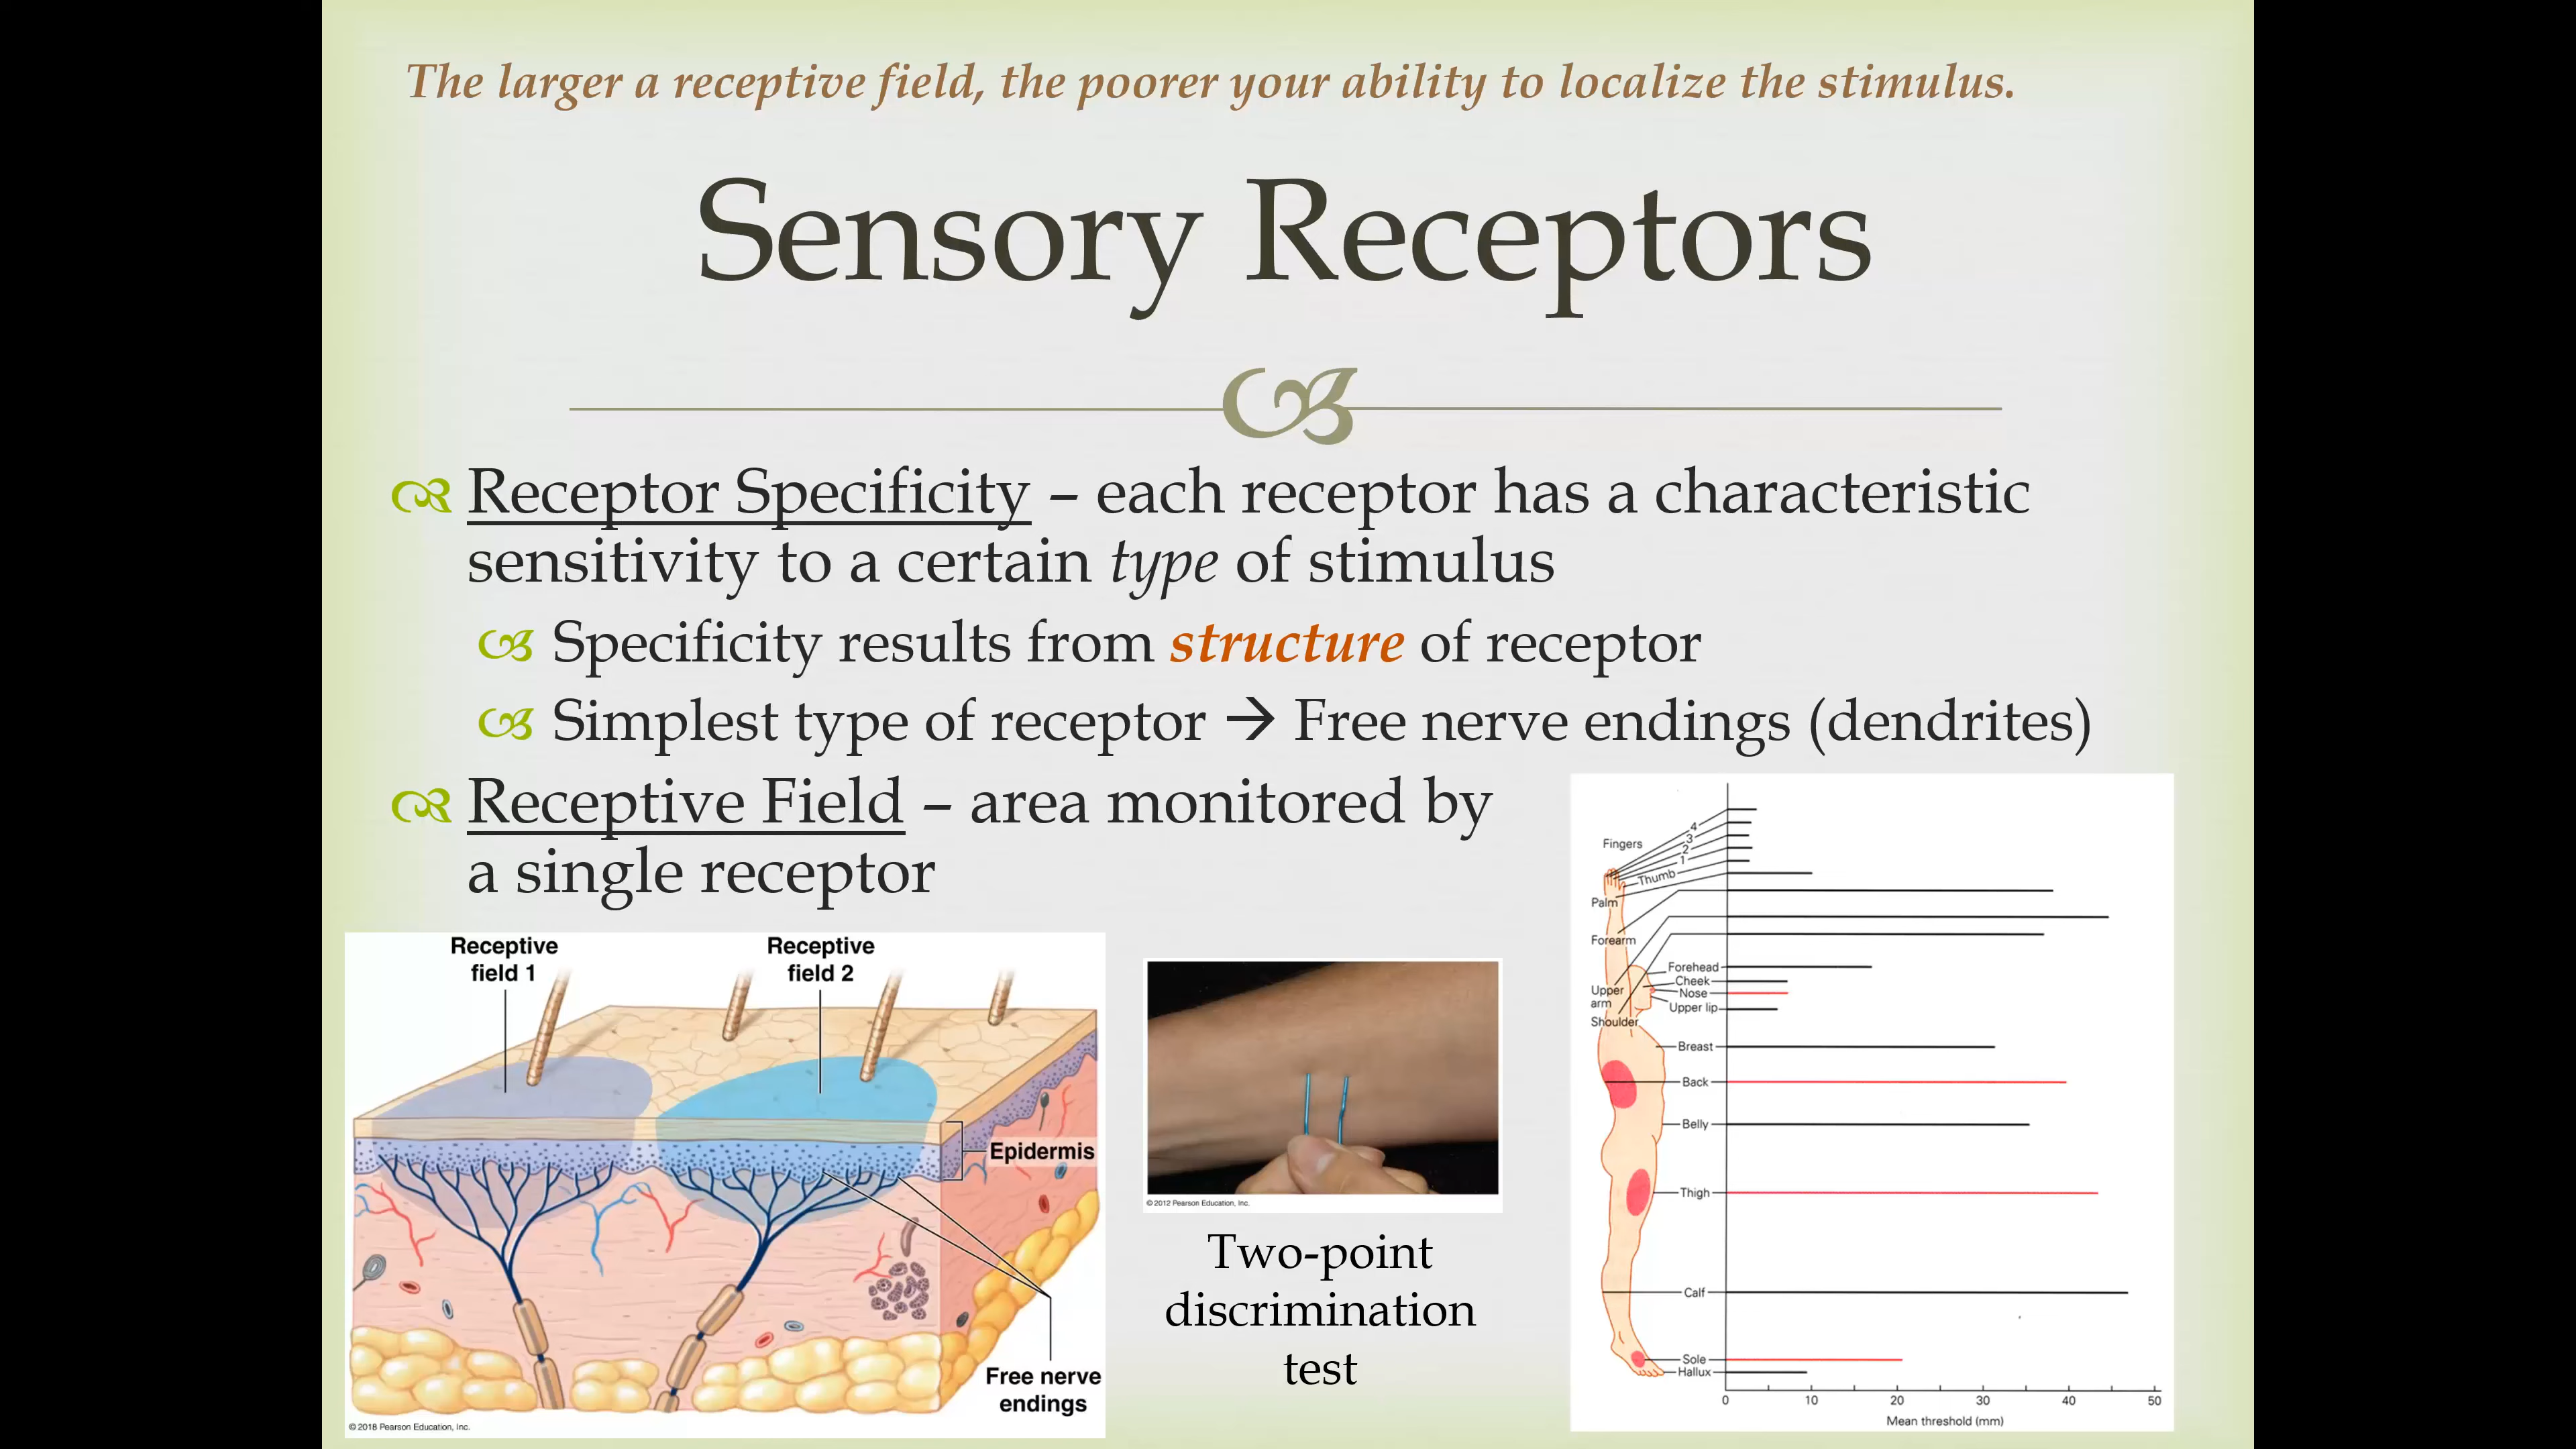 The larger a receptive field, the poorer your ability to localize the stimulus.
Sensory Receptors
Receptor Specificity – each receptor has a characteristic
sensitivity to a certain type of stimulus
Specificity results from structure of receptor
Simplest type of receptor → Free nerve endings (dendrites)
Receptive Field – area monitored by
a single receptor
Receptive
field 1
Receptive
field 2
Epidermis
Free nerve
endings
© 2018 Pearson Education, Inc.
© 2012 Pearson Education, Inc.
Two-point
discrimination
test
Fingers
4
3
2
1
Thumb
Palm
Forearm
Upper
arm
Shoulder
Forehead
Cheek
Nose
Upper lip
Breast
Back
Belly
Thigh
Calf
Sole
Hallux
0 10 20 30 40 50
Mean threshold (mm)